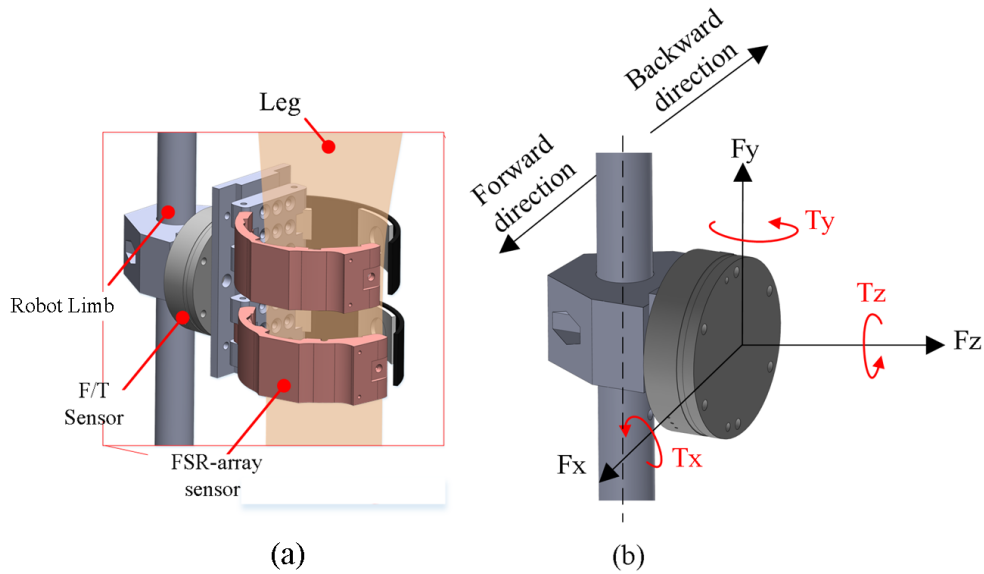 Leg
Robot Limb
F/T
Sensor
FSR-array
sensor
(a)
Backward
direction
Forward
direction
Fy
Ty
Tz
Fz
Fx
Tx
(b)